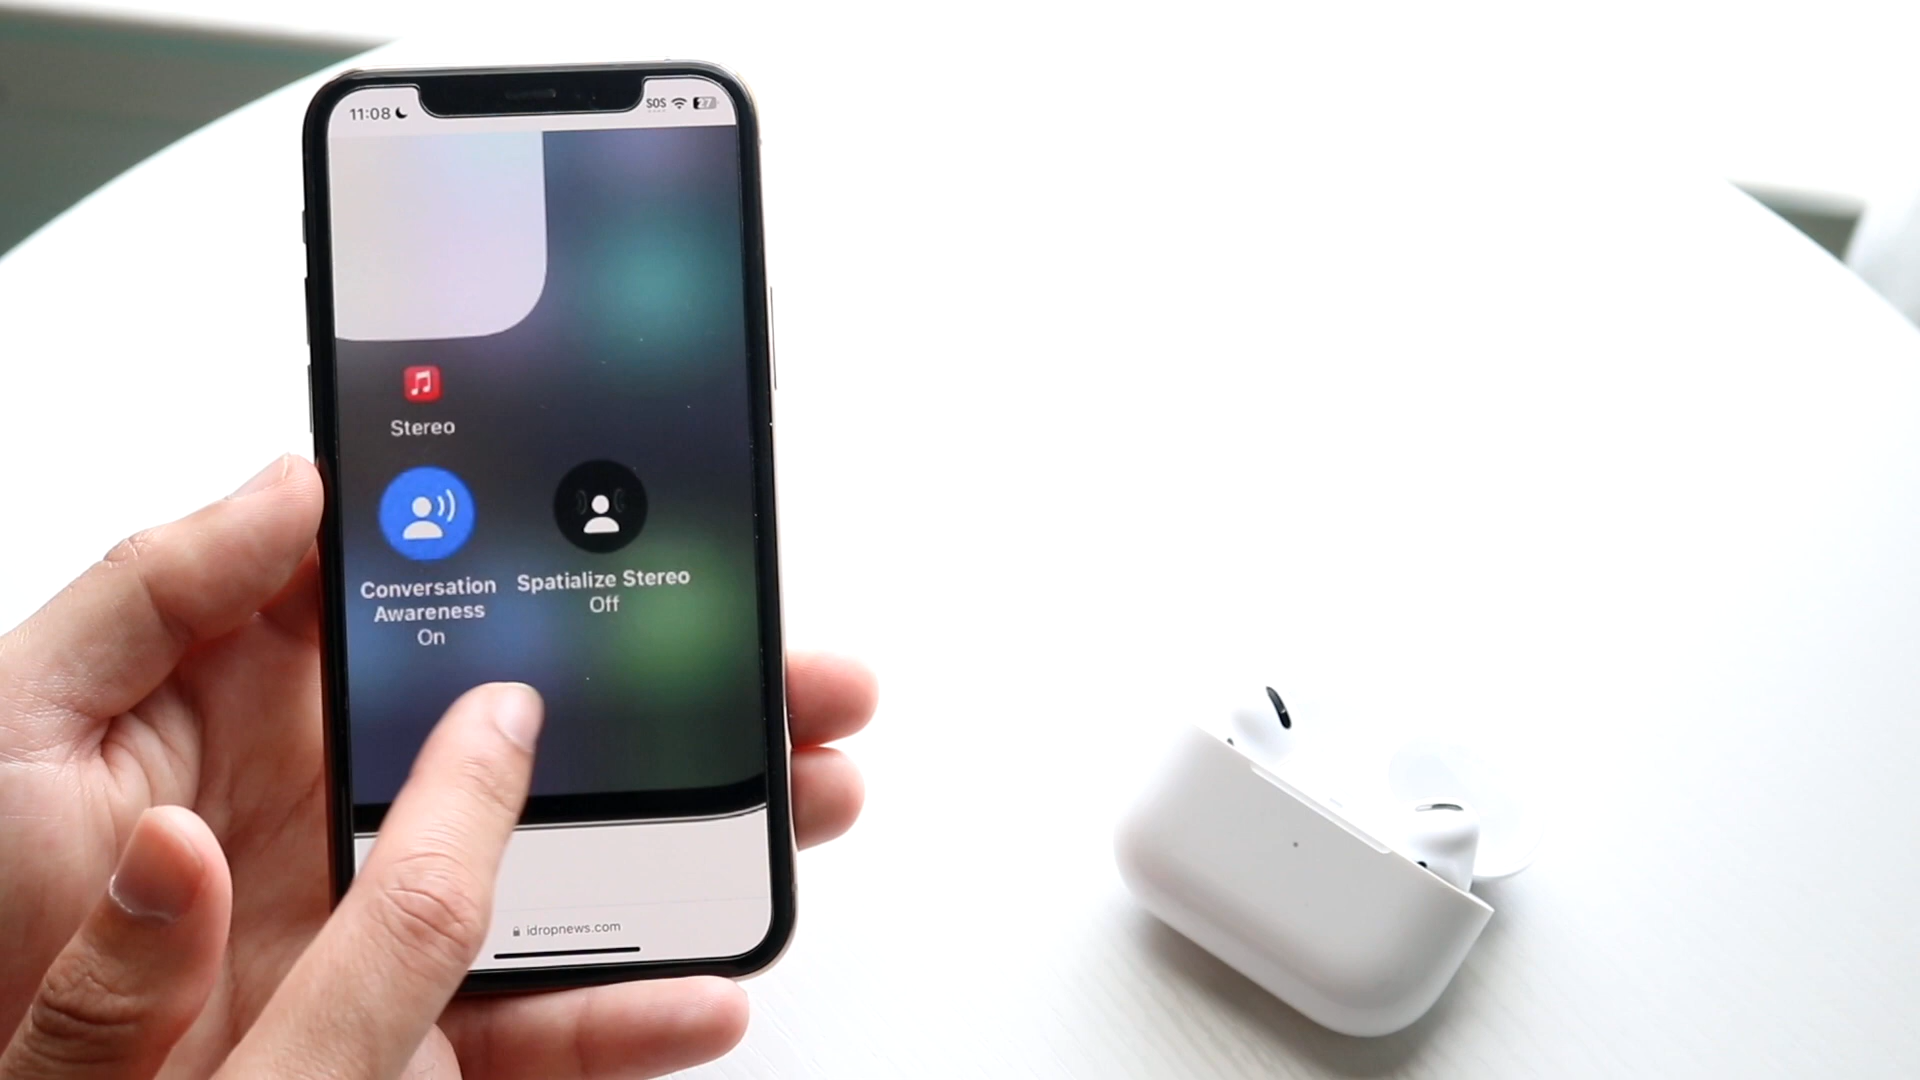 11:08
SOS
27
Stereo
Conversation
Awareness
On
Spatialize Stereo
Off
idropnews.com